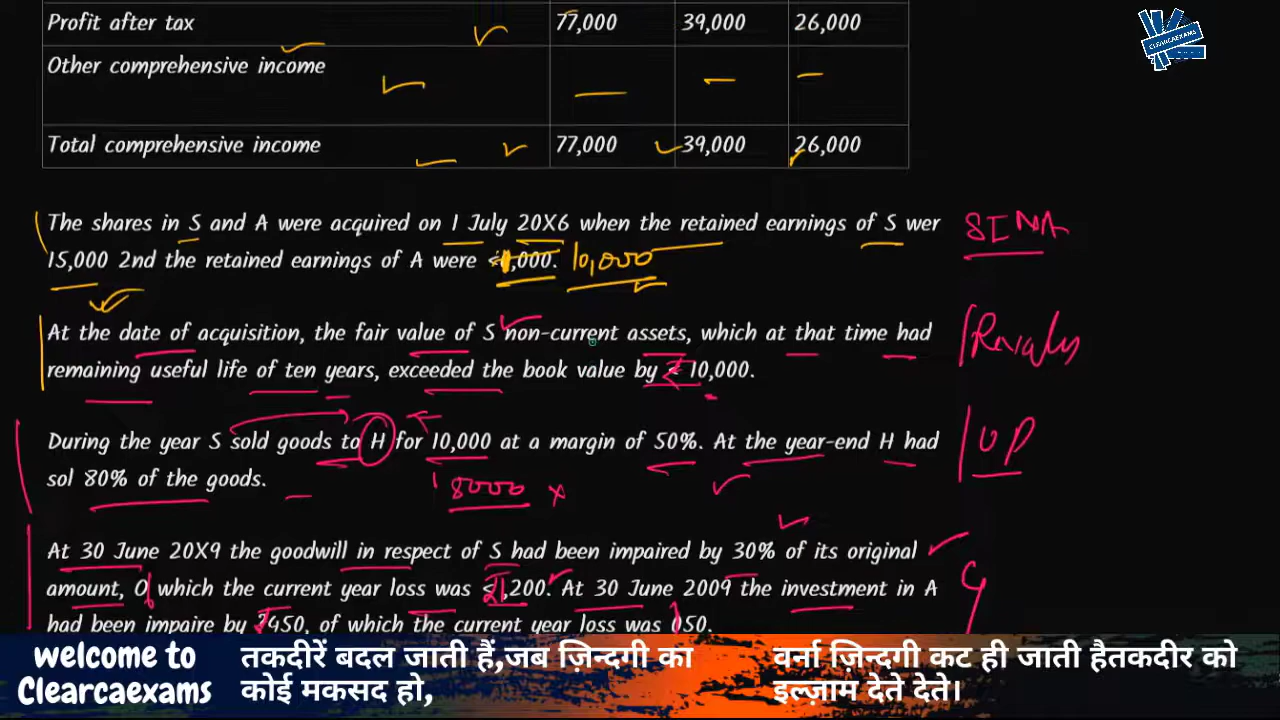 Profit after tax 77,000 39,000 26,000
Other comprehensive income
Total comprehensive income 77,000 39,000 26,000
CLEARCAEXAMS
The shares in S and A were acquired on 1 July 20X6 when the retained earnings of S wer
SINA
15,000 2nd the retained earnings of A were ,000. 10,000
At the date of acquisition, the fair value of S non-current assets, which at that time had
remaining useful life of ten years, exceeded the book value by 10,000.
During the year S sold goods to H for 10,000 at a margin of 50%. At the year-end H had
UP
sol 80% of the goods.
8000 x
At 30 June 20X9 the goodwill in respect of S had been impaired by 30% of its original
amount, O which the current year loss was 1,200. At 30 June 2009 the investment in A
had been impaire by 450, of which the current year loss was 050.
welcome to
Clearcaexams
तकदीरें बदल जाती हैं,जब ज़िन्दगी का
कोई मकसद हो,
वर्ना ज़िन्दगी कट ही जाती हैतकदीर को
इल्ज़ाम देते देते।